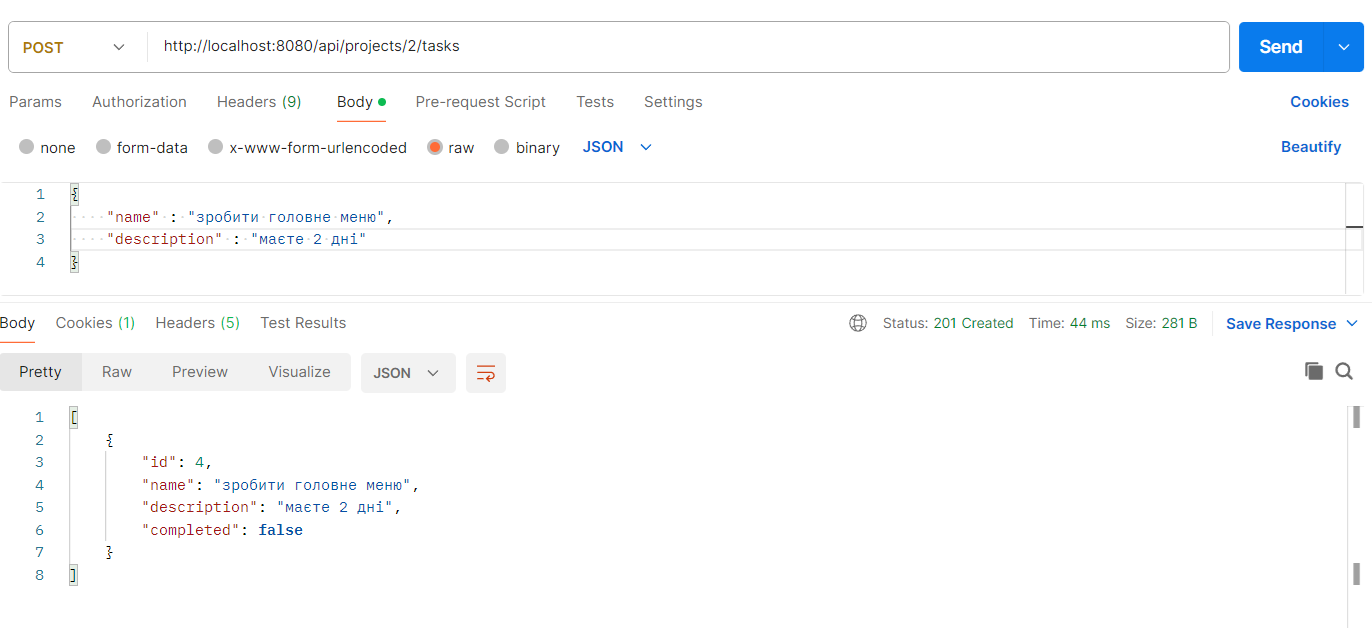 POST http://localhost:8080/api/projects/2/tasks Send
Params Authorization Headers (9) Body Pre-request Script Tests Settings Cookies
none form-data x-www-form-urlencoded raw binary JSON Beautify
1 {
2 "name" : "зробити головне меню",
3 "description" : "маєте 2 дні"
4 }
Body Cookies (1) Headers (5) Test Results Status: 201 Created Time: 44 ms Size: 281 B Save Response
Pretty Raw Preview Visualize JSON
1 [
2 {
3 "id": 4,
4 "name": "зробити головне меню",
5 "description": "маєте 2 дні",
6 "completed": false
7 }
8 ]